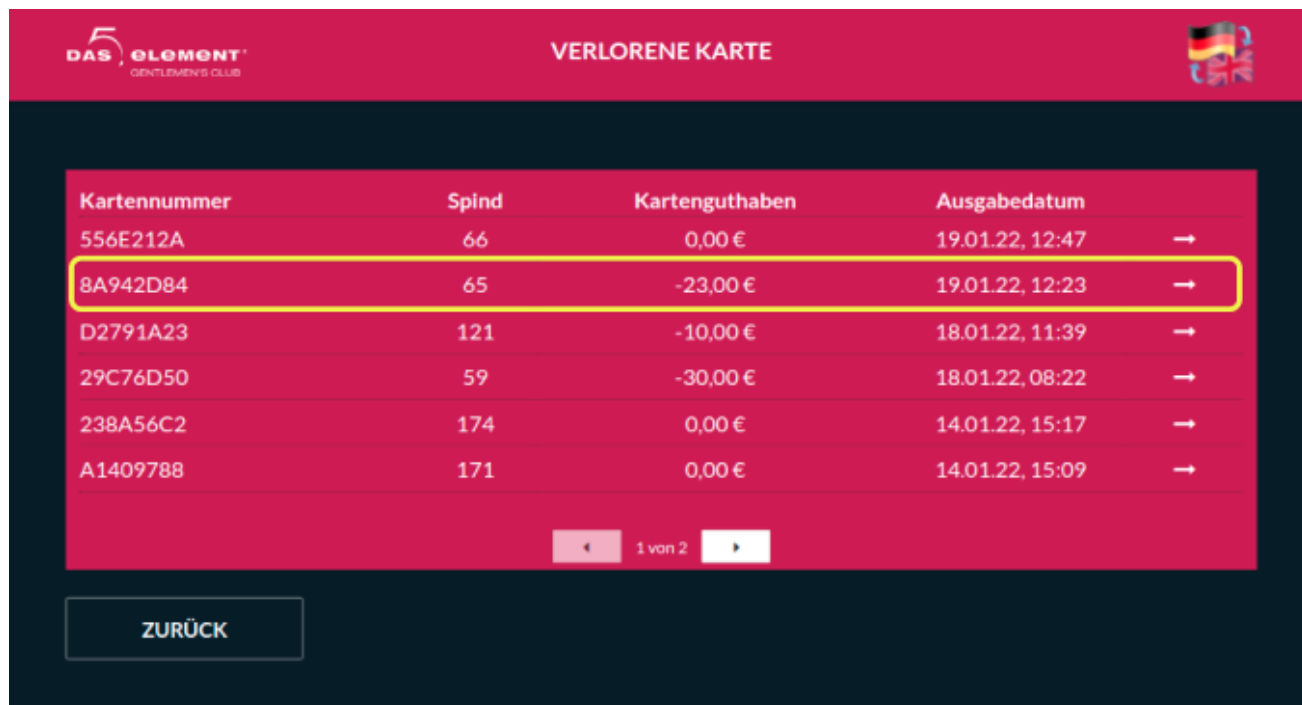 DAS 5 ELEMENT
GENTLEMEN'S CLUB
VERLORENE KARTE
Kartennummer Spind Kartenguthaben Ausgabedatum
556E212A 66 0,00 € 19.01.22, 12:47 →
8A942D84 65 -23,00 € 19.01.22, 12:23 →
D2791A23 121 -10,00 € 18.01.22, 11:39 →
29C76D50 59 -30,00 € 18.01.22, 08:22 →
238A56C2 174 0,00 € 14.01.22, 15:17 →
A1409788 171 0,00 € 14.01.22, 15:09 →
1 von 2
ZURÜCK